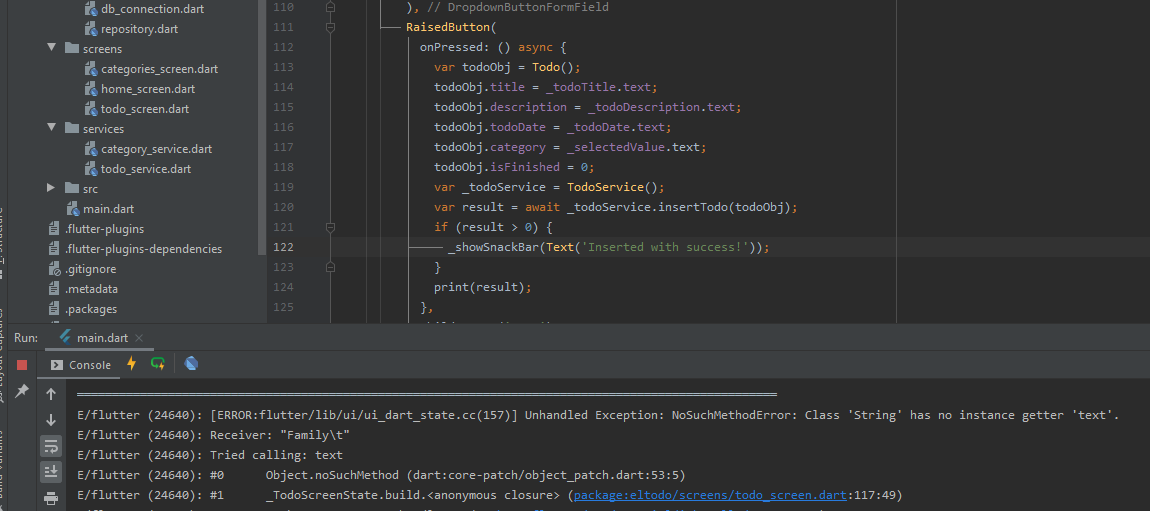 db_connection.dart
repository.dart
screens
categories_screen.dart
home_screen.dart
todo_screen.dart
services
category_service.dart
todo_service.dart
src
main.dart
.flutter-plugins
.flutter-plugins-dependencies
.gitignore
.metadata
.packages
110 ), // DropdownButtonFormField
111 RaisedButton(
112 onPressed: () async {
113 var todoObj = Todo();
114 todoObj.title = _todoTitle.text;
115 todoObj.description = _todoDescription.text;
116 todoObj.todoDate = _todoDate.text;
117 todoObj.category = _selectedValue.text;
118 todoObj.isFinished = 0;
119 var _todoService = TodoService();
120 var result = await _todoService.insertTodo(todoObj);
121 if (result > 0) {
122 _showSnackBar(Text('Inserted with success!'));
123 }
124 print(result);
125 },
Run: main.dart
Console
E/flutter (24640): [ERROR:flutter/lib/ui/ui_dart_state.cc(157)] Unhandled Exception: NoSuchMethodError: Class 'String' has no instance getter 'text'.
E/flutter (24640): Receiver: "Family\t"
E/flutter (24640): Tried calling: text
E/flutter (24640): #0 Object.noSuchMethod (dart:core-patch/object_patch.dart:53:5)
E/flutter (24640): #1 _TodoScreenState.build.<anonymous closure> (package:eltodo/screens/todo_screen.dart:117:49)